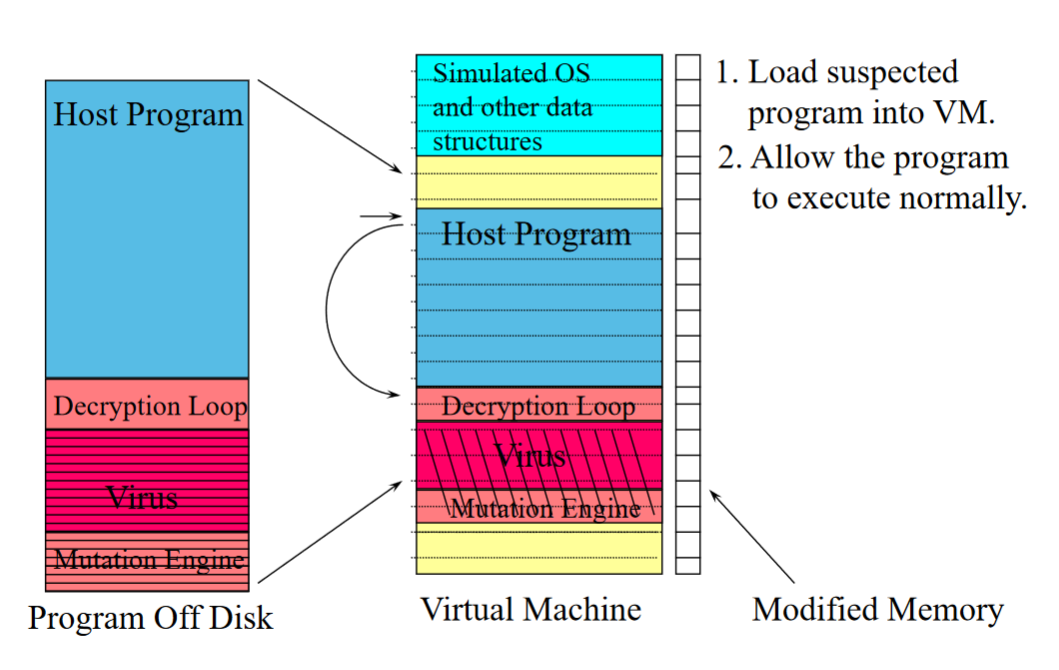 Host Program
Decryption Loop
Virus
Mutation Engine
Program Off Disk
Simulated OS
and other data
structures
Host Program
Decryption Loop
Virus
Mutation Engine
Virtual Machine
1. Load suspected
program into VM.
2. Allow the program
to execute normally.
Modified Memory